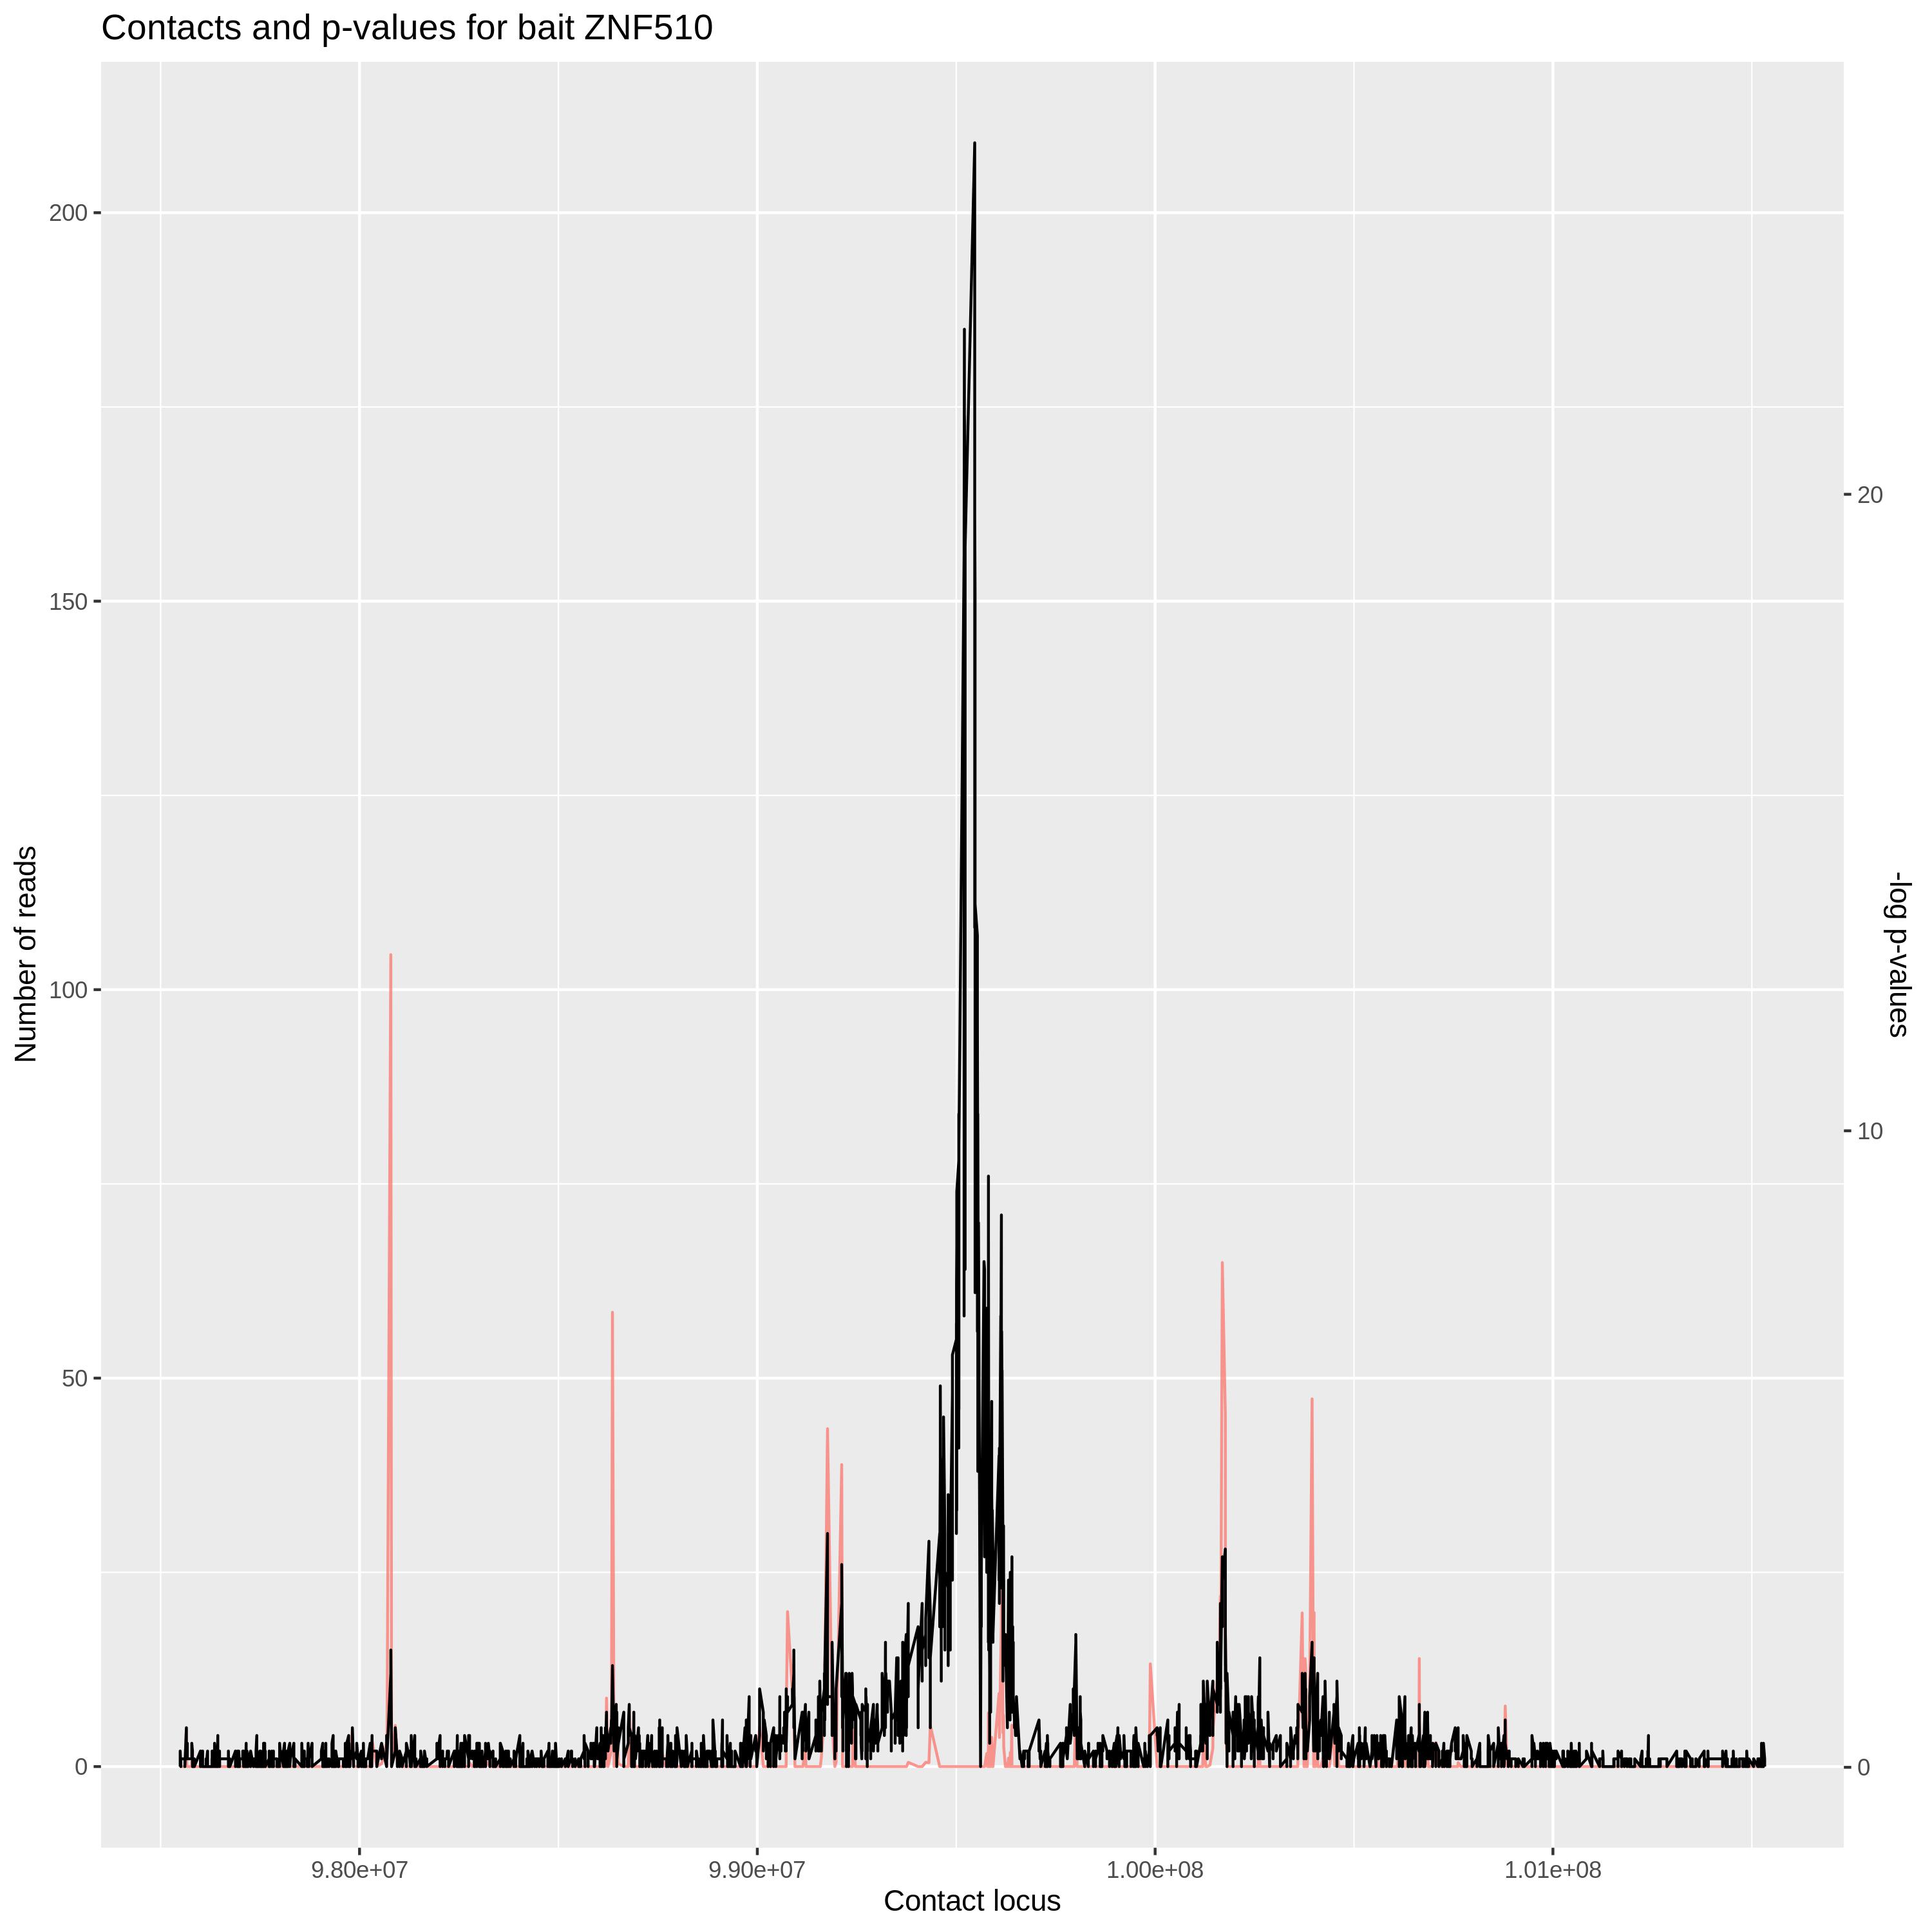 Contacts and p-values for bait ZNF510
200
150
100
50
0
Number of reads
20
10
0
-log p-values
9.80e+07
9.90e+07
1.00e+08
1.01e+08
Contact locus